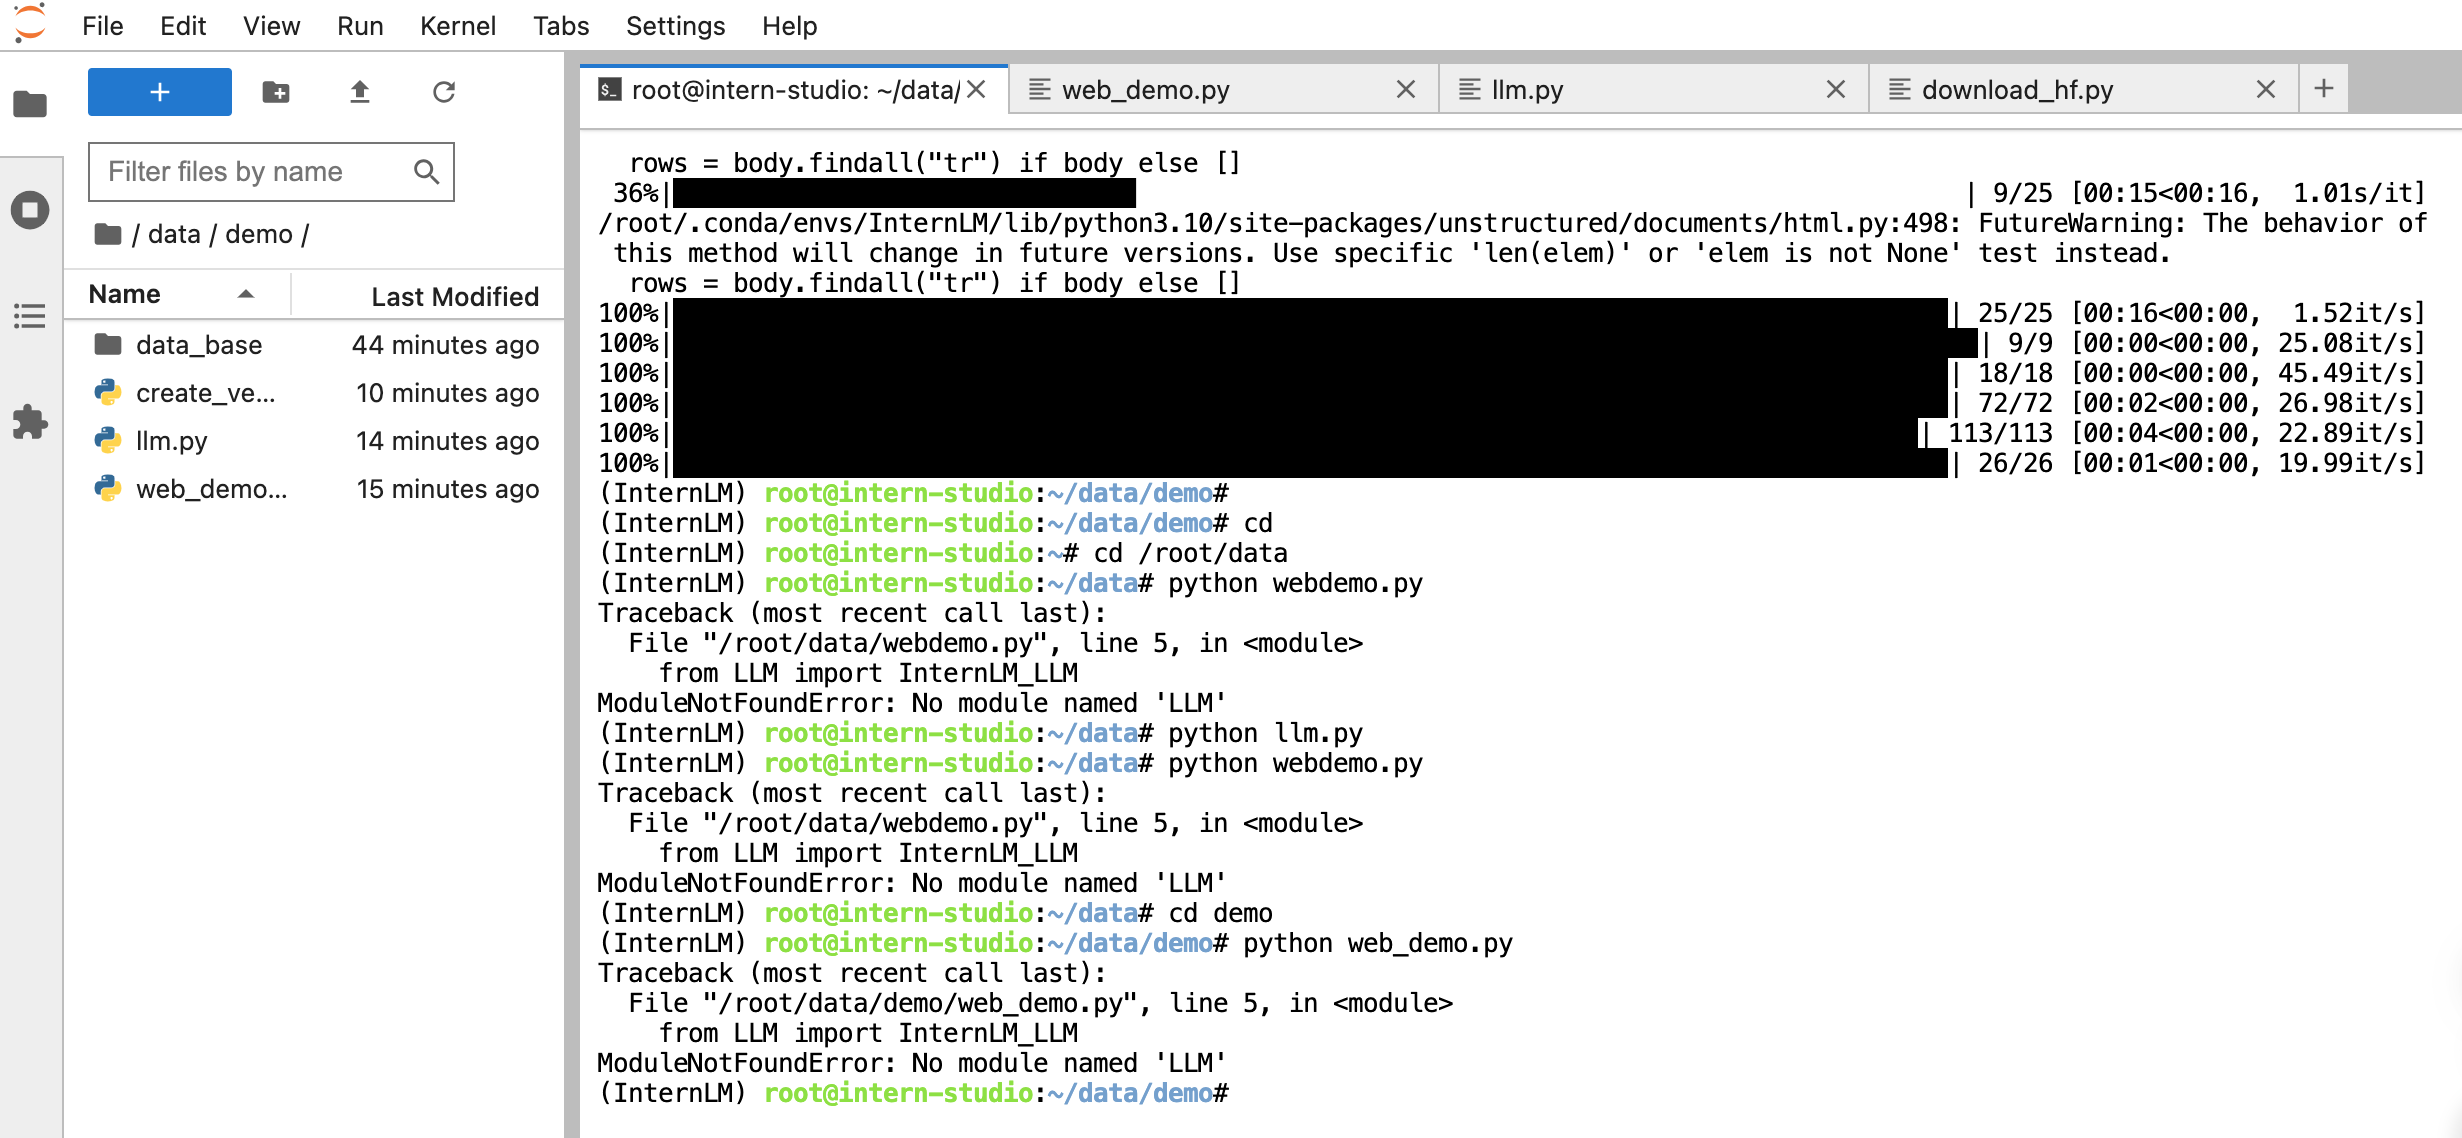 File Edit View Run Kernel Tabs Settings Help
+
Filter files by name
/ data / demo /
Name Last Modified
data_base 44 minutes ago
create_ve... 10 minutes ago
llm.py 14 minutes ago
web_demo... 15 minutes ago
root@intern-studio: ~/data/ web_demo.py llm.py download_hf.py +
rows = body.findall("tr") if body else []
36%| | 9/25 [00:15<00:16, 1.01s/it]
/root/.conda/envs/InternLM/lib/python3.10/site-packages/unstructured/documents/html.py:498: FutureWarning: The behavior of
this method will change in future versions. Use specific 'len(elem)' or 'elem is not None' test instead.
rows = body.findall("tr") if body else []
100%| | 25/25 [00:16<00:00, 1.52it/s]
100%| | 9/9 [00:00<00:00, 25.08it/s]
100%| | 18/18 [00:00<00:00, 45.49it/s]
100%| | 72/72 [00:02<00:00, 26.98it/s]
100%| | 113/113 [00:04<00:00, 22.89it/s]
100%| | 26/26 [00:01<00:00, 19.99it/s]
(InternLM) root@intern-studio:~/data/demo#
(InternLM) root@intern-studio:~/data/demo# cd
(InternLM) root@intern-studio:~# cd /root/data
(InternLM) root@intern-studio:~/data# python webdemo.py
Traceback (most recent call last):
File "/root/data/webdemo.py", line 5, in <module>
from LLM import InternLM_LLM
ModuleNotFoundError: No module named 'LLM'
(InternLM) root@intern-studio:~/data# python llm.py
(InternLM) root@intern-studio:~/data# python webdemo.py
Traceback (most recent call last):
File "/root/data/webdemo.py", line 5, in <module>
from LLM import InternLM_LLM
ModuleNotFoundError: No module named 'LLM'
(InternLM) root@intern-studio:~/data# cd demo
(InternLM) root@intern-studio:~/data/demo# python web_demo.py
Traceback (most recent call last):
File "/root/data/demo/web_demo.py", line 5, in <module>
from LLM import InternLM_LLM
ModuleNotFoundError: No module named 'LLM'
(InternLM) root@intern-studio:~/data/demo#